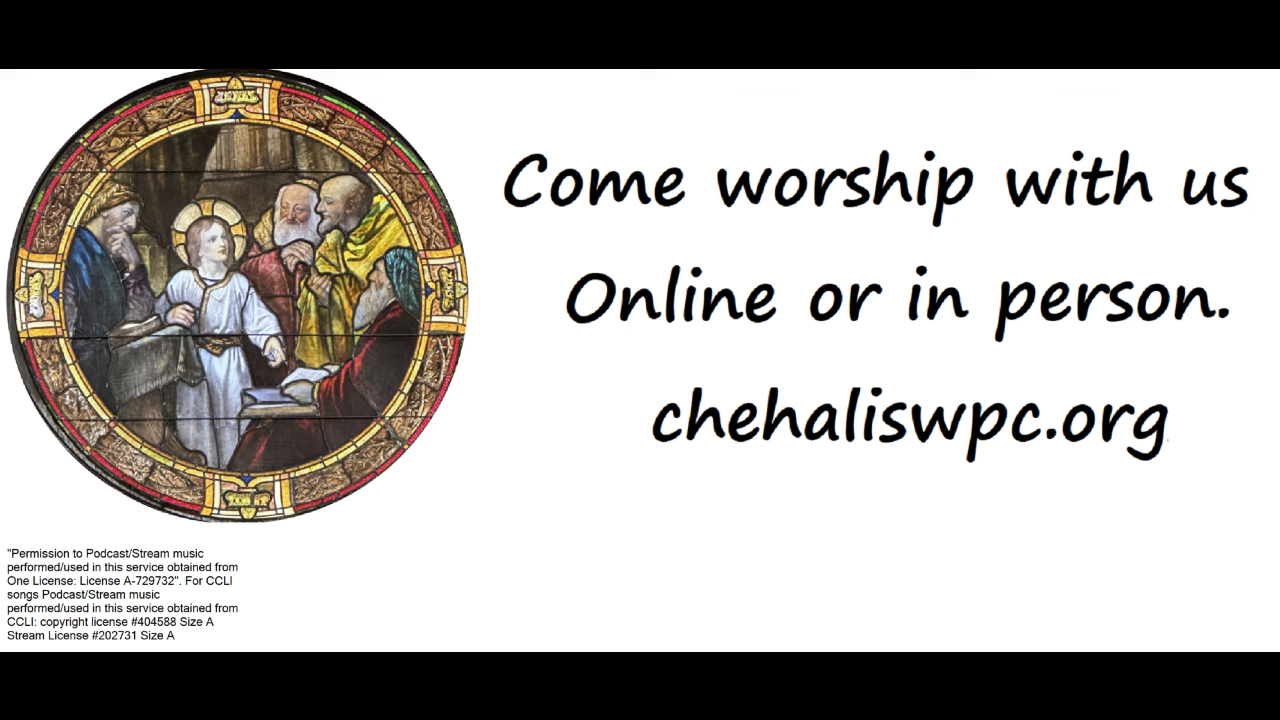 Come worship with us
Online or in person.
chehaliswpc.org
"Permission to Podcast/Stream music
performed/used in this service obtained from
One License: License A-729732". For CCLI
songs Podcast/Stream music
performed/used in this service obtained from
CCLI: copyright license #404588 Size A
Stream License #202731 Size A